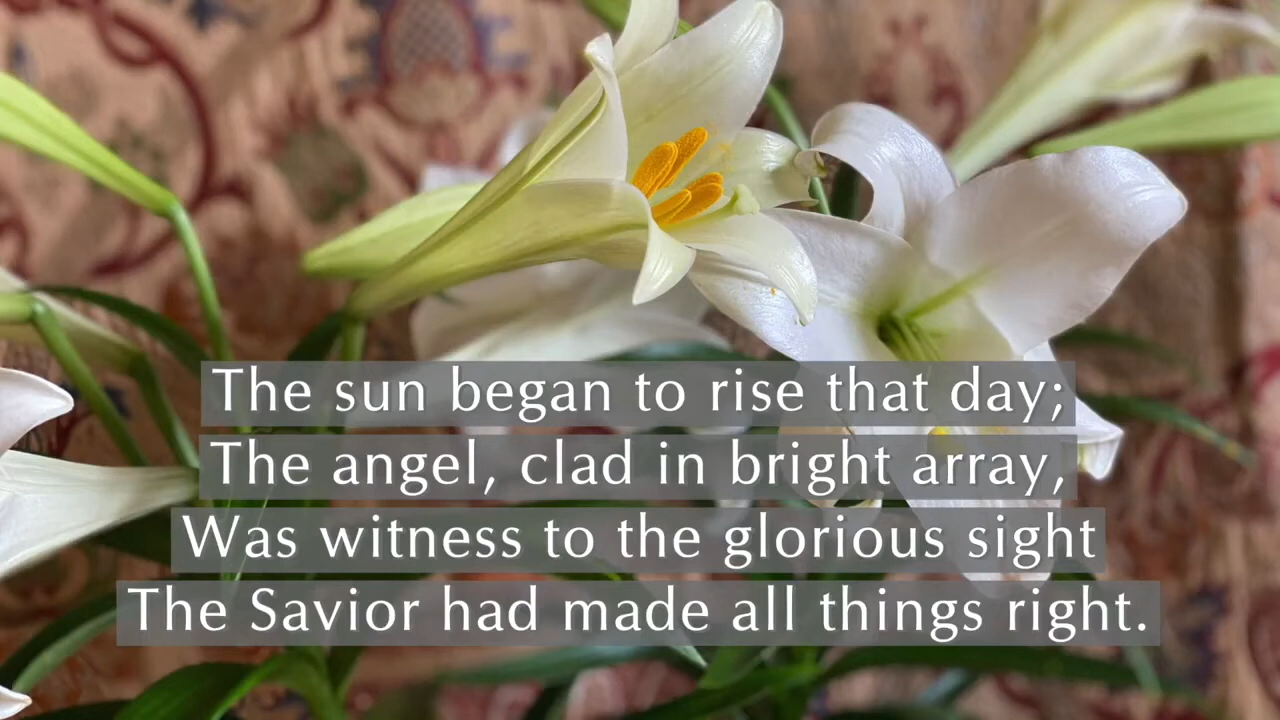 The sun began to rise that day;
The angel, clad in bright array,
Was witness to the glorious sight
The Savior had made all things right.